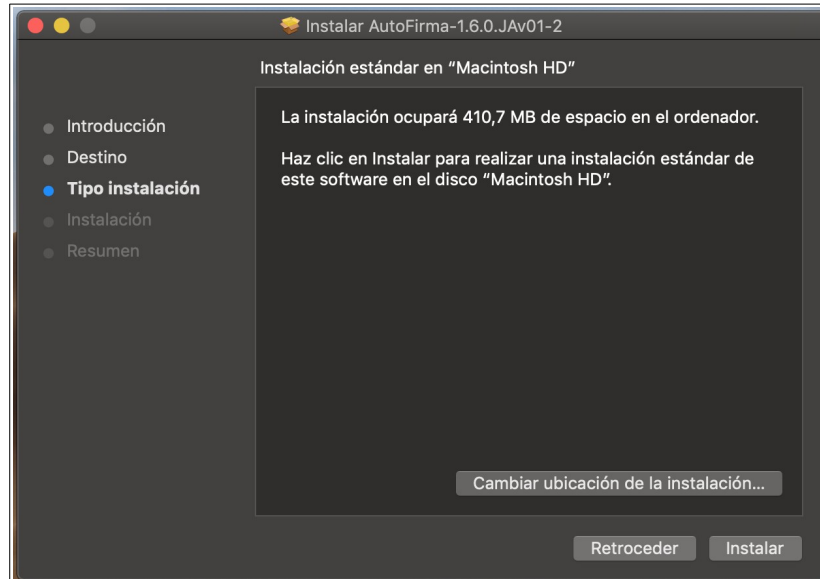 Instalar AutoFirma-1.6.0.JAv01-2
Instalación estándar en “Macintosh HD”
Introducción
Destino
Tipo instalación
Instalación
Resumen
La instalación ocupará 410,7 MB de espacio en el ordenador.
Haz clic en Instalar para realizar una instalación estándar de
este software en el disco “Macintosh HD”.
Cambiar ubicación de la instalación...
Retroceder
Instalar